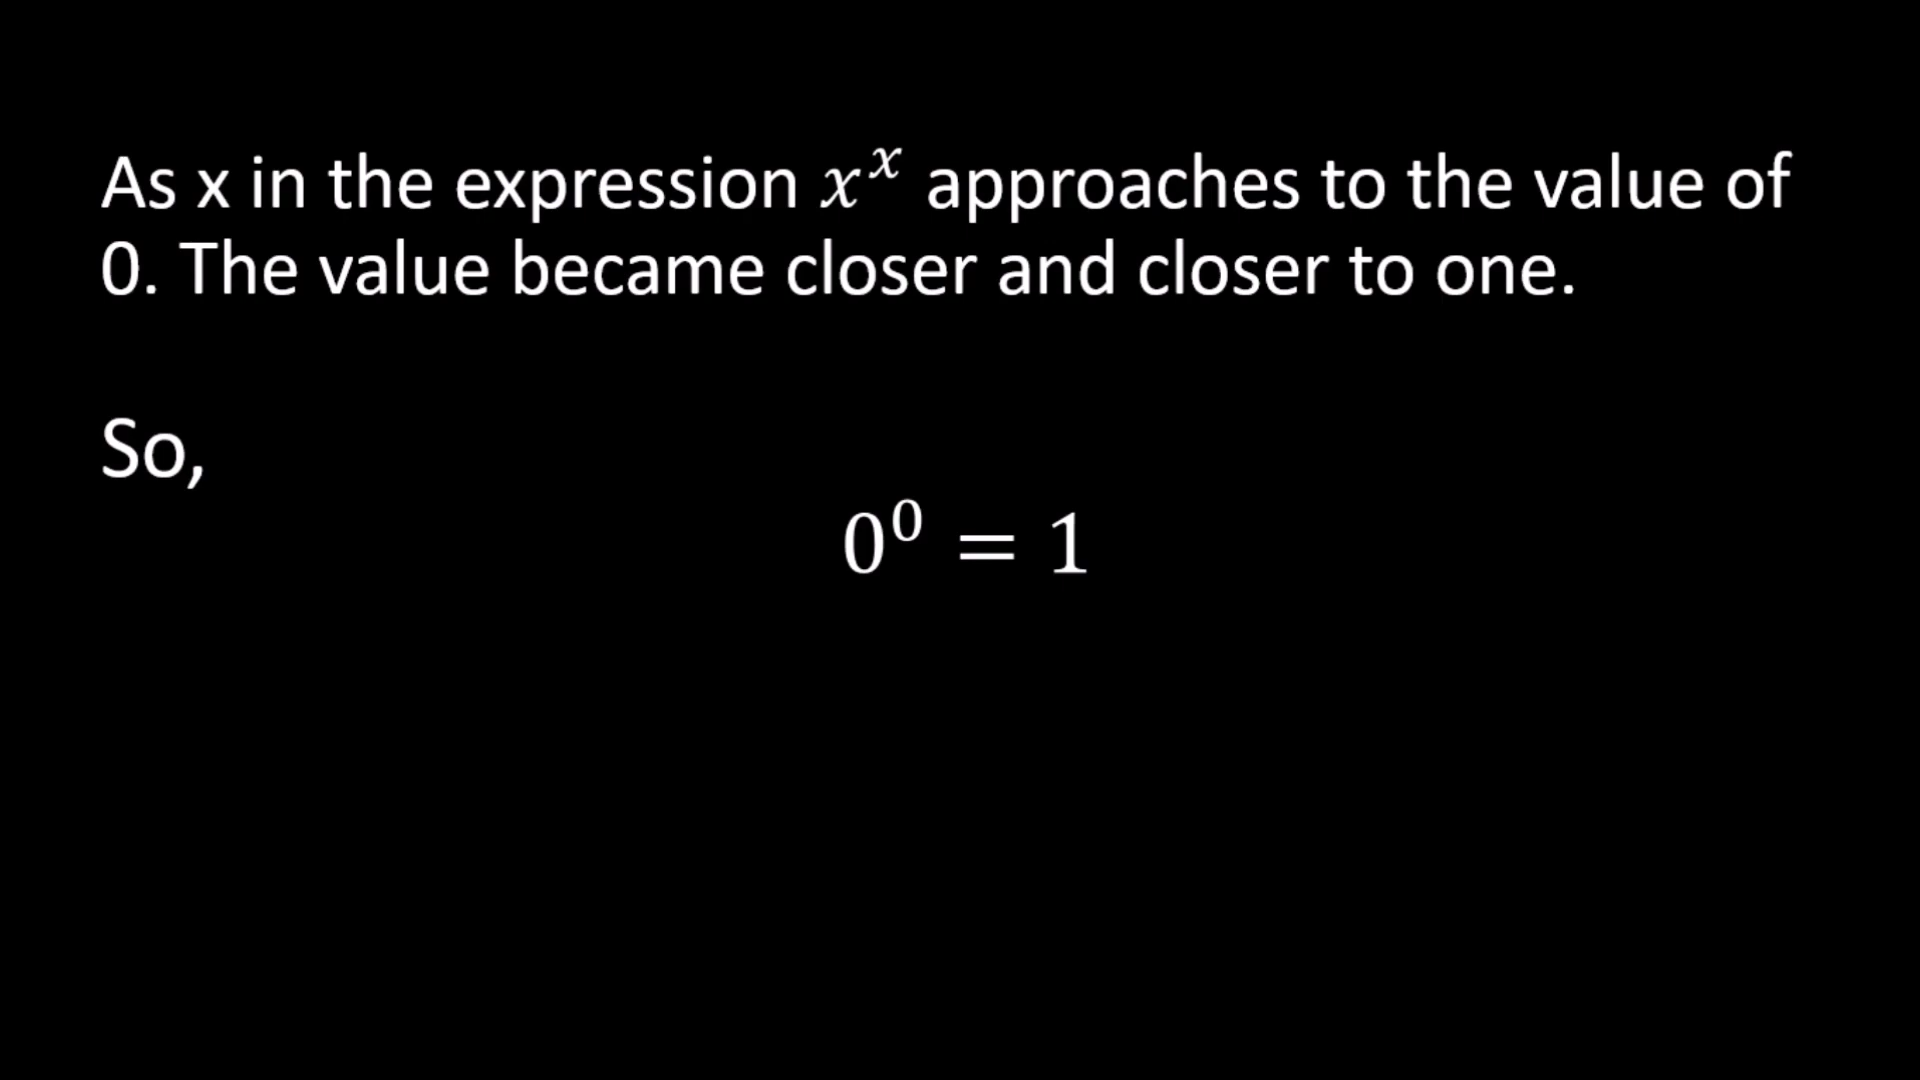 As x in the expression $x^x$ approaches to the value of
0. The value became closer and closer to one.
So,
$0^0 = 1$